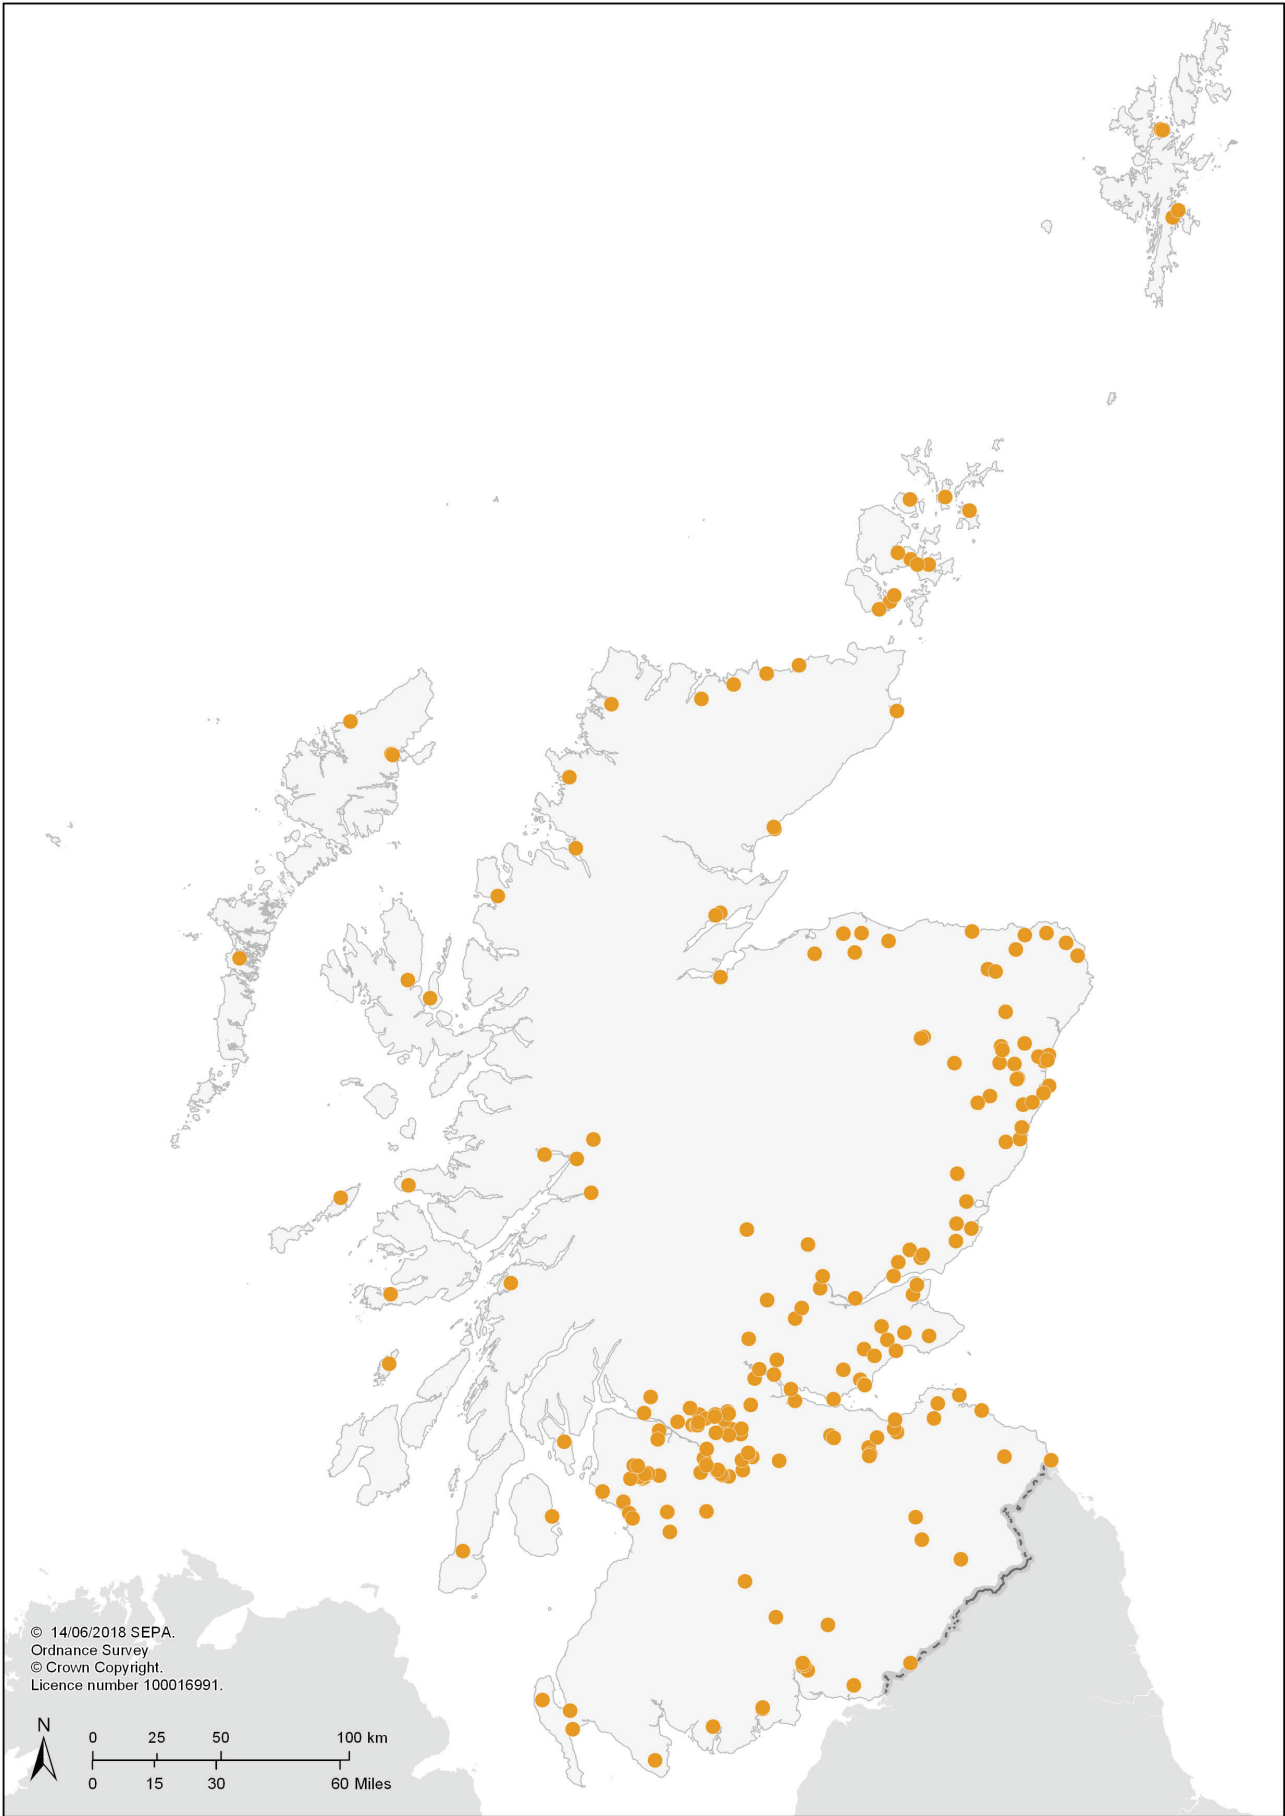 © 14/06/2018 SEPA.
Ordnance Survey
© Crown Copyright.
Licence number 100016991.
N
0 25 50 100 km
0 15 30 60 Miles